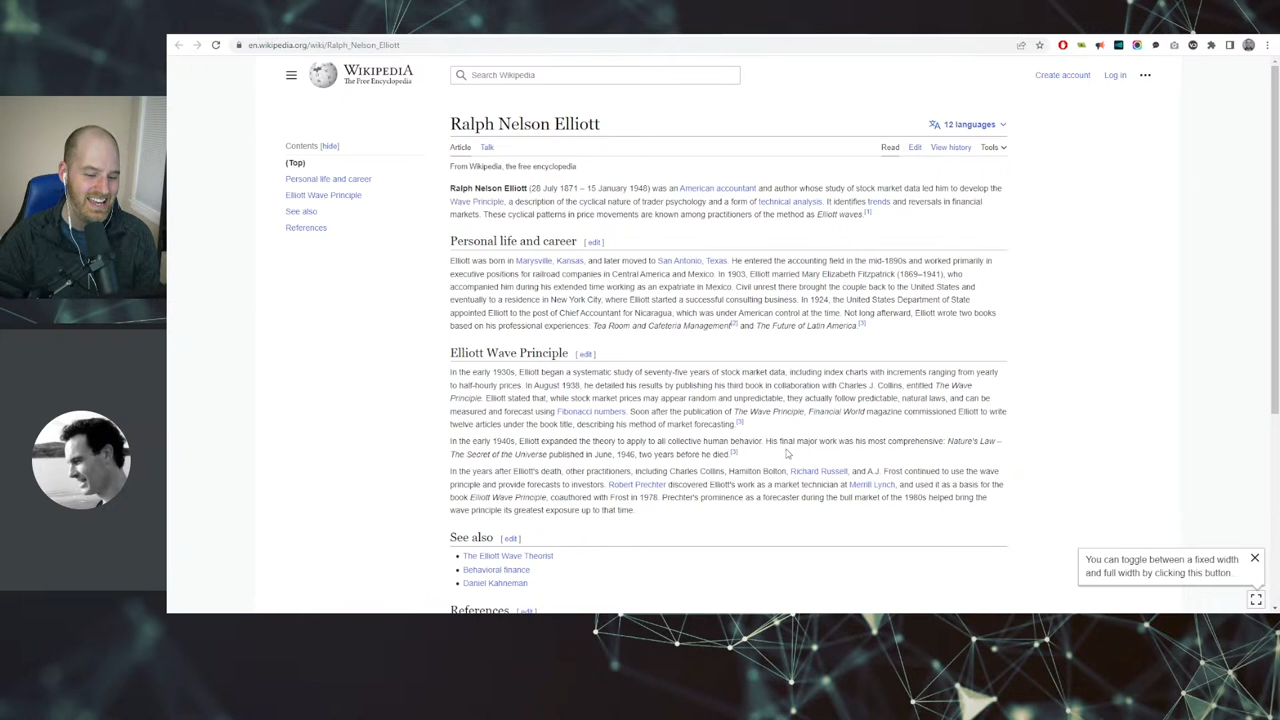 en.wikipedia.org/wiki/Ralph_Nelson_Elliott
WIKIPEDIA
The Free Encyclopedia
Search Wikipedia
Create account
Log in
Ralph Nelson Elliott
12 languages
Article
Talk
Read
Edit
View history
Tools
From Wikipedia, the free encyclopedia
Contents [hide]
(Top)
Personal life and career
Elliott Wave Principle
See also
References
Ralph Nelson Elliott (28 July 1871 – 15 January 1948) was an American accountant and author whose study of stock market data led him to develop the
Wave Principle, a description of the cyclical nature of trader psychology and a form of technical analysis. It identifies trends and reversals in financial
markets. These cyclical patterns in price movements are known among practitioners of the method as Elliott waves.[1]
Personal life and career [ edit ]
Elliott was born in Marysville, Kansas, and later moved to San Antonio, Texas. He entered the accounting field in the mid-1890s and worked primarily in
executive positions for railroad companies in Central America and Mexico. In 1903, Elliott married Mary Elizabeth Fitzpatrick (1869–1941), who
accompanied him during his extended time working as an expatriate in Mexico. Civil unrest there brought the couple back to the United States and
eventually to a residence in New York City, where Elliott started a successful consulting business. In 1924, the United States Department of State
appointed Elliott to the post of Chief Accountant for Nicaragua, which was under American control at the time. Not long afterward, Elliott wrote two books
based on his professional experiences: Tea Room and Cafeteria Management[2] and The Future of Latin America.[3]
Elliott Wave Principle [ edit ]
In the early 1930s, Elliott began a systematic study of seventy-five years of stock market data, including index charts with increments ranging from yearly
to half-hourly prices. In August 1938, he detailed his results by publishing his third book in collaboration with Charles J. Collins, entitled The Wave
Principle. Elliott stated that, while stock market prices may appear random and unpredictable, they actually follow predictable, natural laws, and can be
measured and forecast using Fibonacci numbers. Soon after the publication of The Wave Principle, Financial World magazine commissioned Elliott to write
twelve articles under the book title, describing his method of market forecasting.[3]
In the early 1940s, Elliott expanded the theory to apply to all collective human behavior. His final major work was his most comprehensive: Nature's Law –
The Secret of the Universe published in June, 1946, two years before he died.[3]
In the years after Elliott's death, other practitioners, including Charles Collins, Hamilton Bolton, Richard Russell, and A.J. Frost continued to use the wave
principle and provide forecasts to investors. Robert Prechter discovered Elliott's work as a market technician at Merrill Lynch, and used it as a basis for the
book Elliott Wave Principle, coauthored with Frost in 1978. Prechter's prominence as a forecaster during the bull market of the 1980s helped bring the
wave principle its greatest exposure up to that time.
See also [ edit ]
The Elliott Wave Theorist
Behavioral finance
Daniel Kahneman
References [ edit ]
You can toggle between a fixed width
and full width by clicking this button.